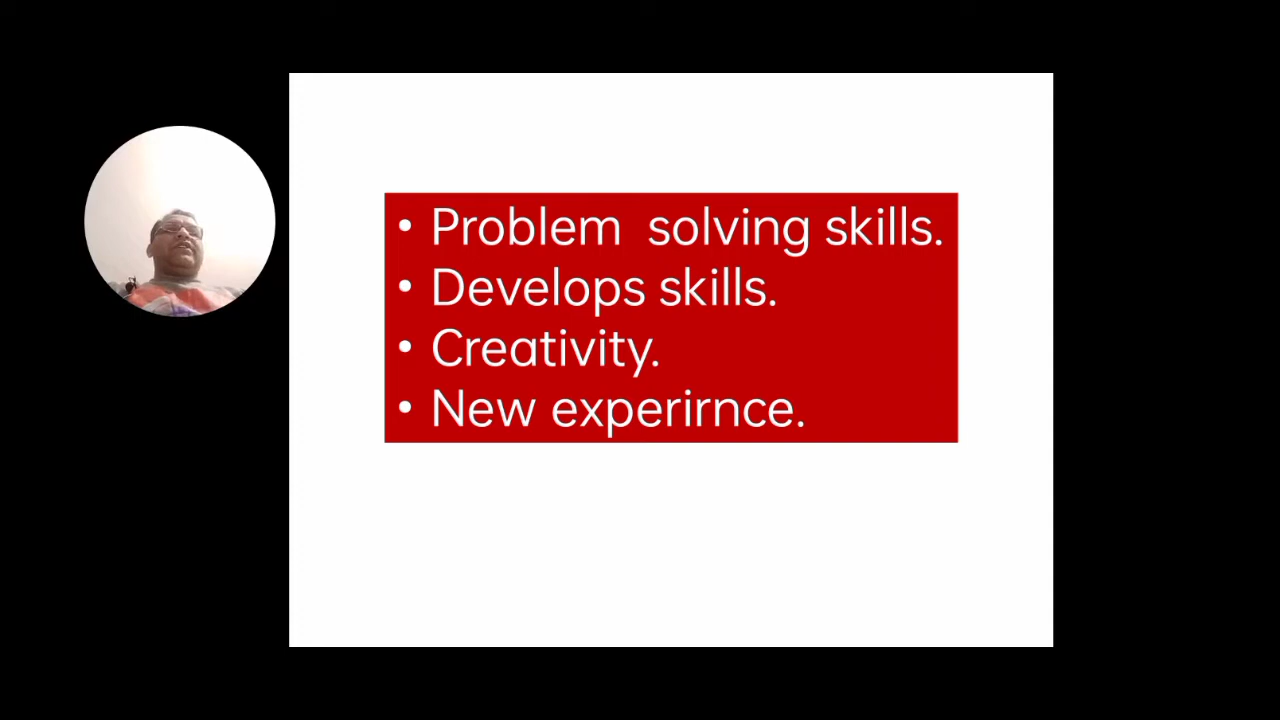 • Problem  solving skills.
• Develops skills.
• Creativity.
• New experirnce.